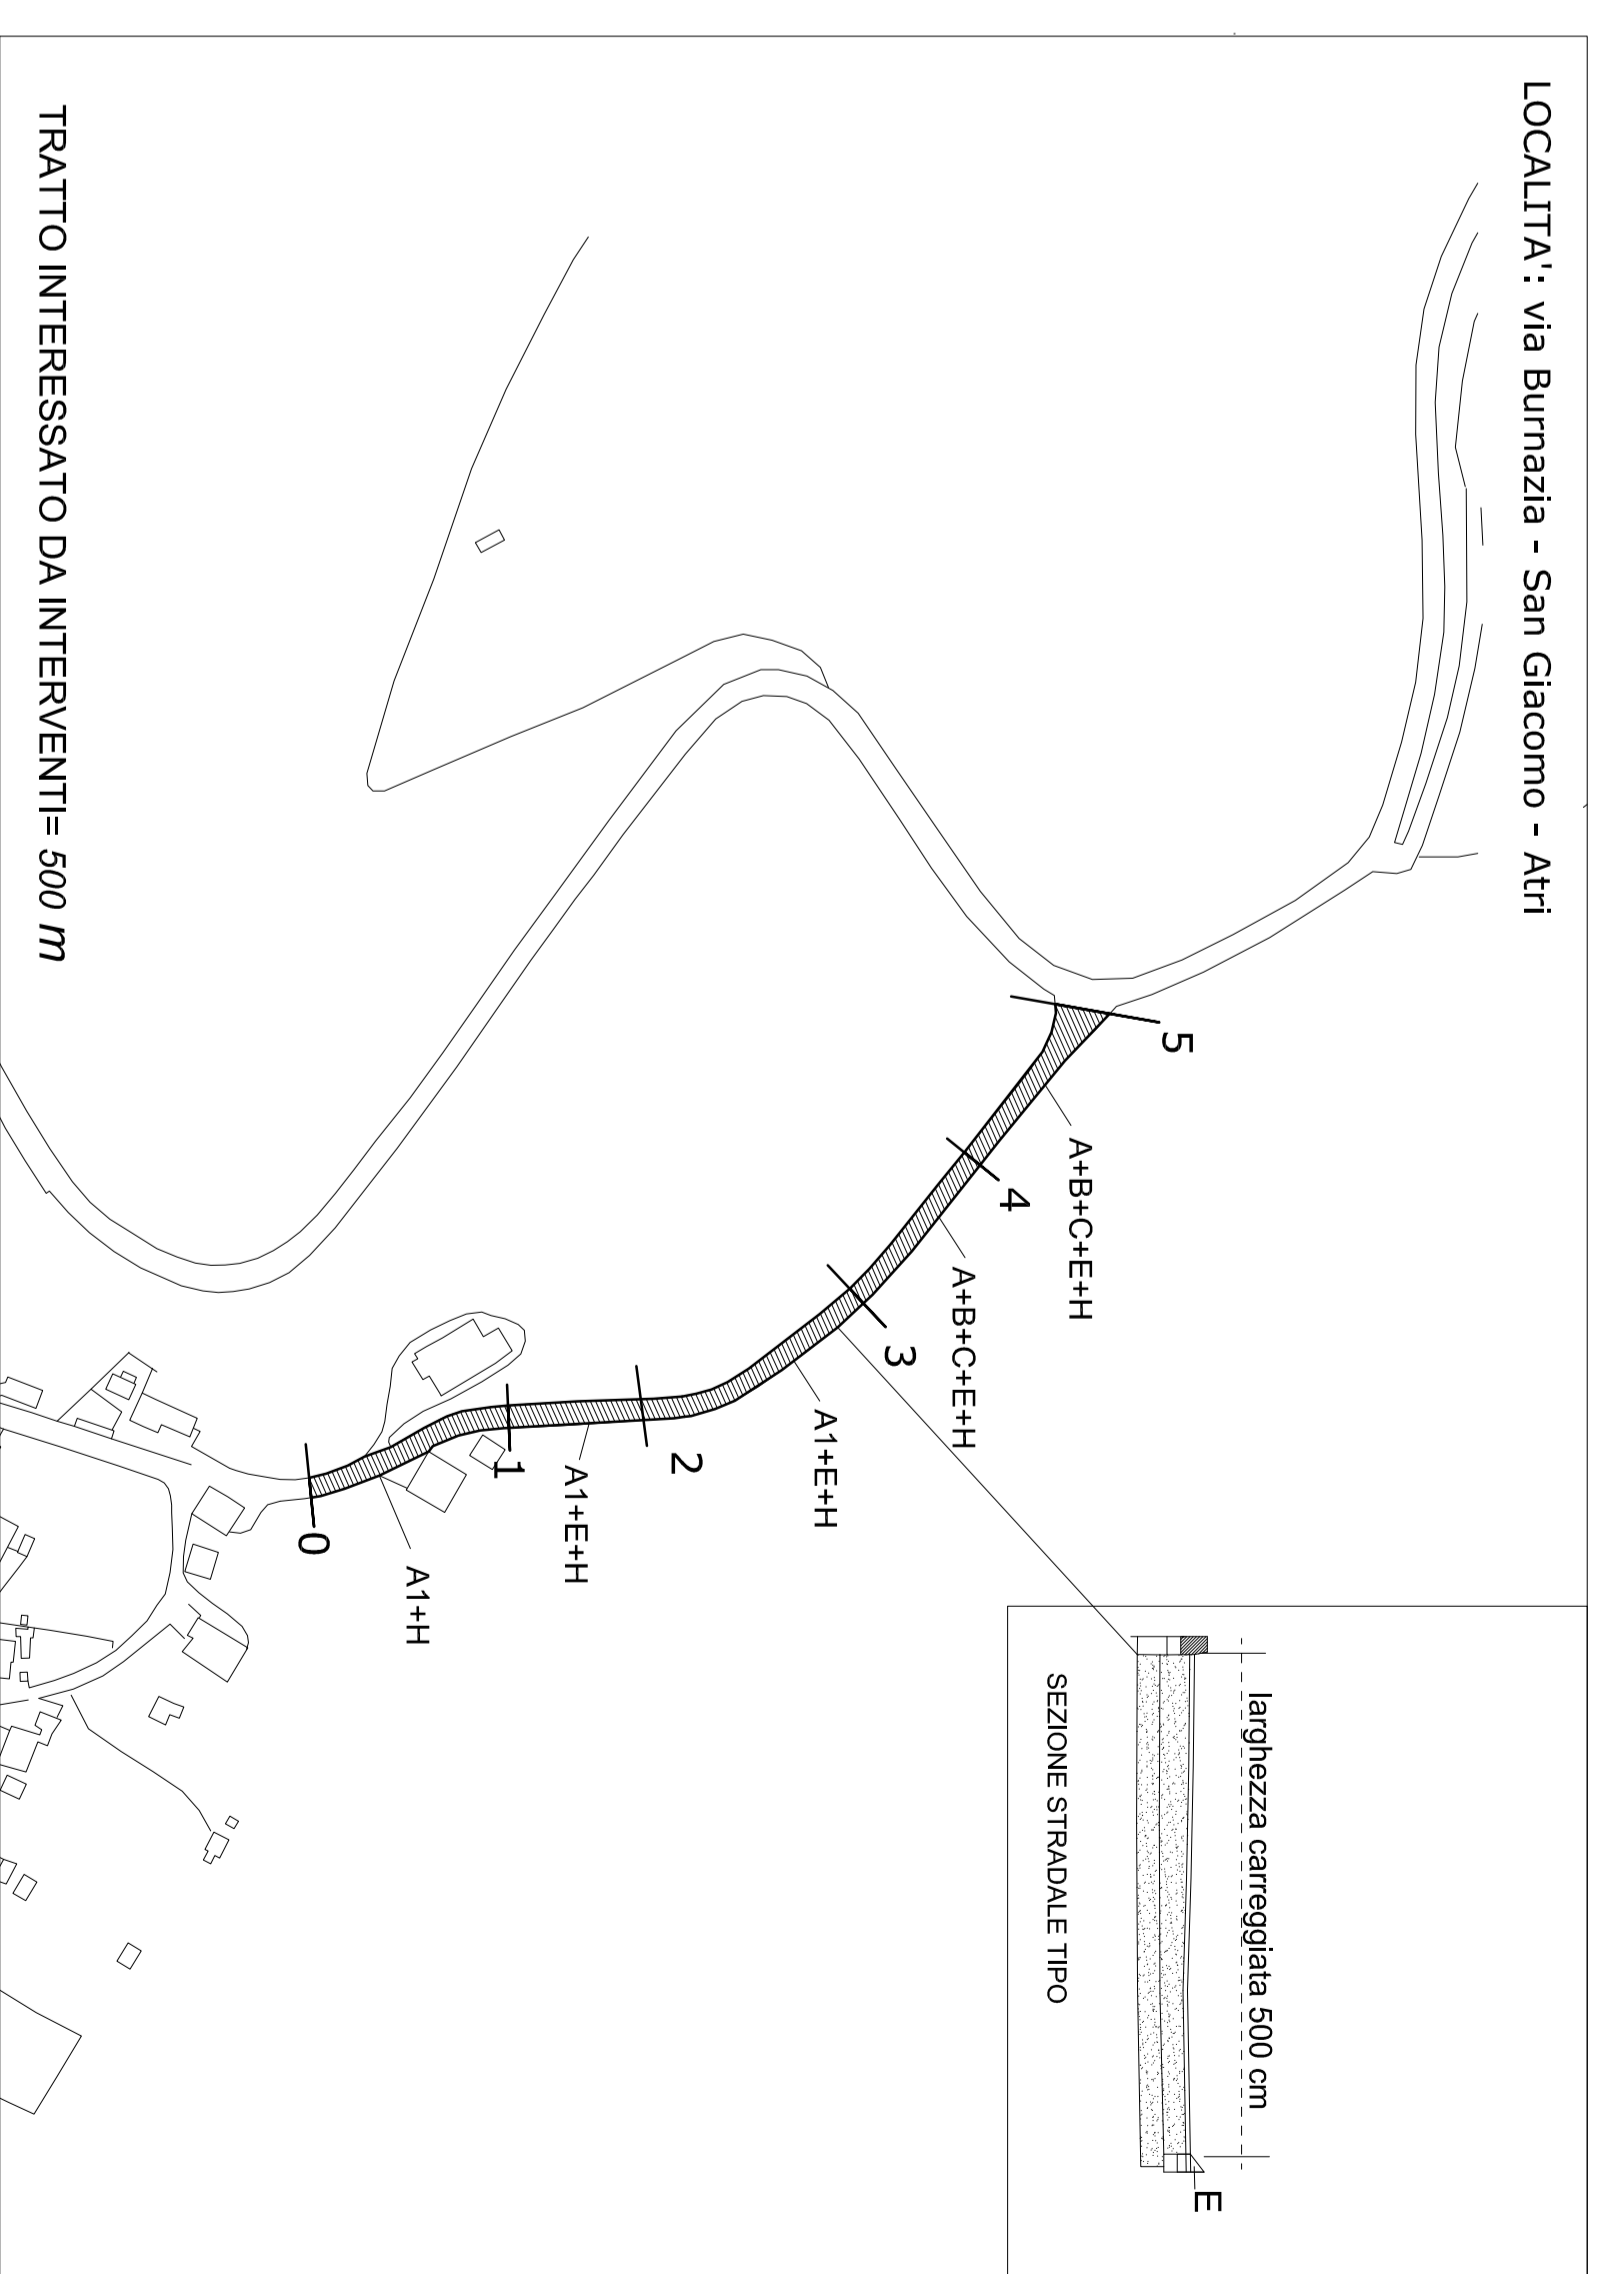 LOCALITA': via Burnazia - San Giacomo - Atri
5
A+B+C+E+H
4
A+B+C+E+H
3
A1+E+H
2
A1+E+H
1
A1+H
0
larghezza carreggiata 500 cm
E
SEZIONE STRADALE TIPO
TRATTO INTERESSATO DA INTERVENTI= 500 m